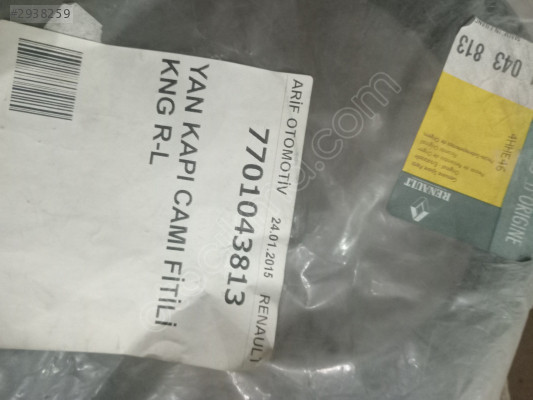 #2938259
ARİF OTOMOTİV 24.01.2015 RENAULT
7701043813
YAN KAPI CAMI FİTİLİ
KNG R-L
043 813
RENAULT
ORIGINE